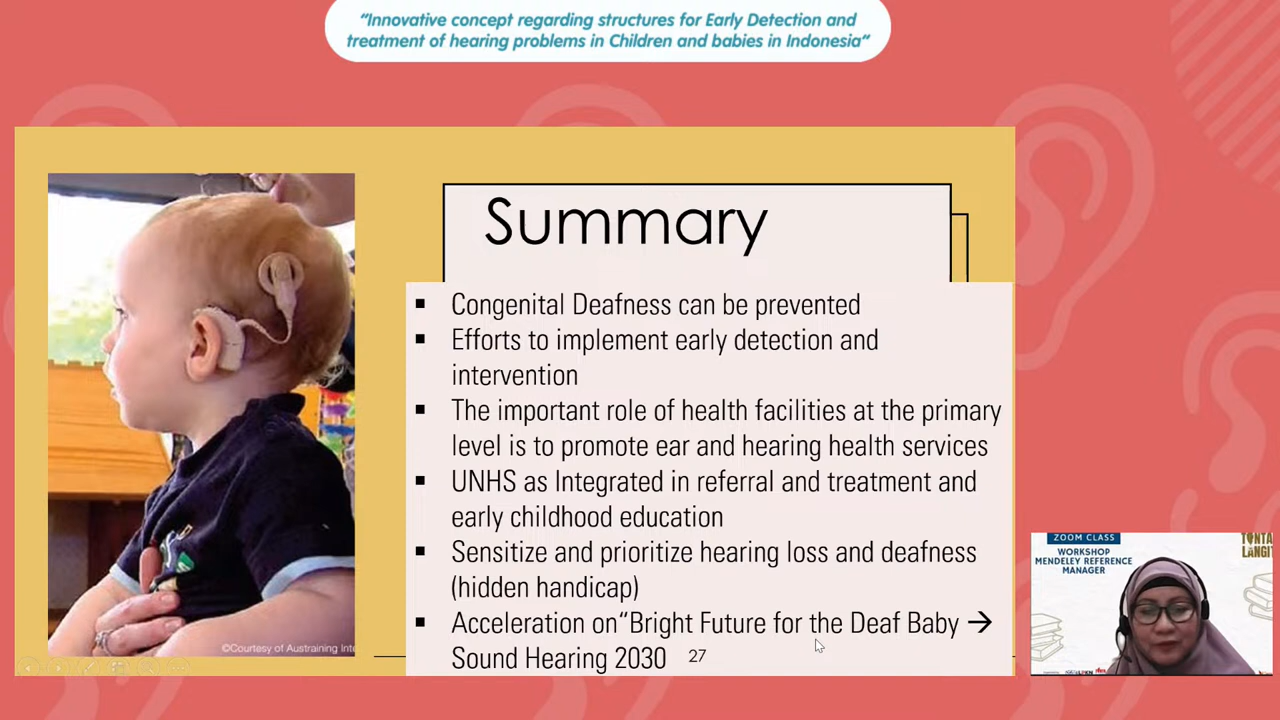 “Innovative concept regarding structures for Early Detection and
treatment of hearing problems in Children and babies in Indonesia“
Summary
▪ Congenital Deafness can be prevented
▪ Efforts to implement early detection and
intervention
▪ The important role of health facilities at the primary
level is to promote ear and hearing health services
▪ UNHS as Integrated in referral and treatment and
early childhood education
▪ Sensitize and prioritize hearing loss and deafness
(hidden handicap)
▪ Acceleration on“Bright Future for the Deaf Baby →
Sound Hearing 2030
27
©Courtesy of Austraining Inte
ZOOM CLASS
WORKSHOP
MENDELEY REFERENCE
MANAGER